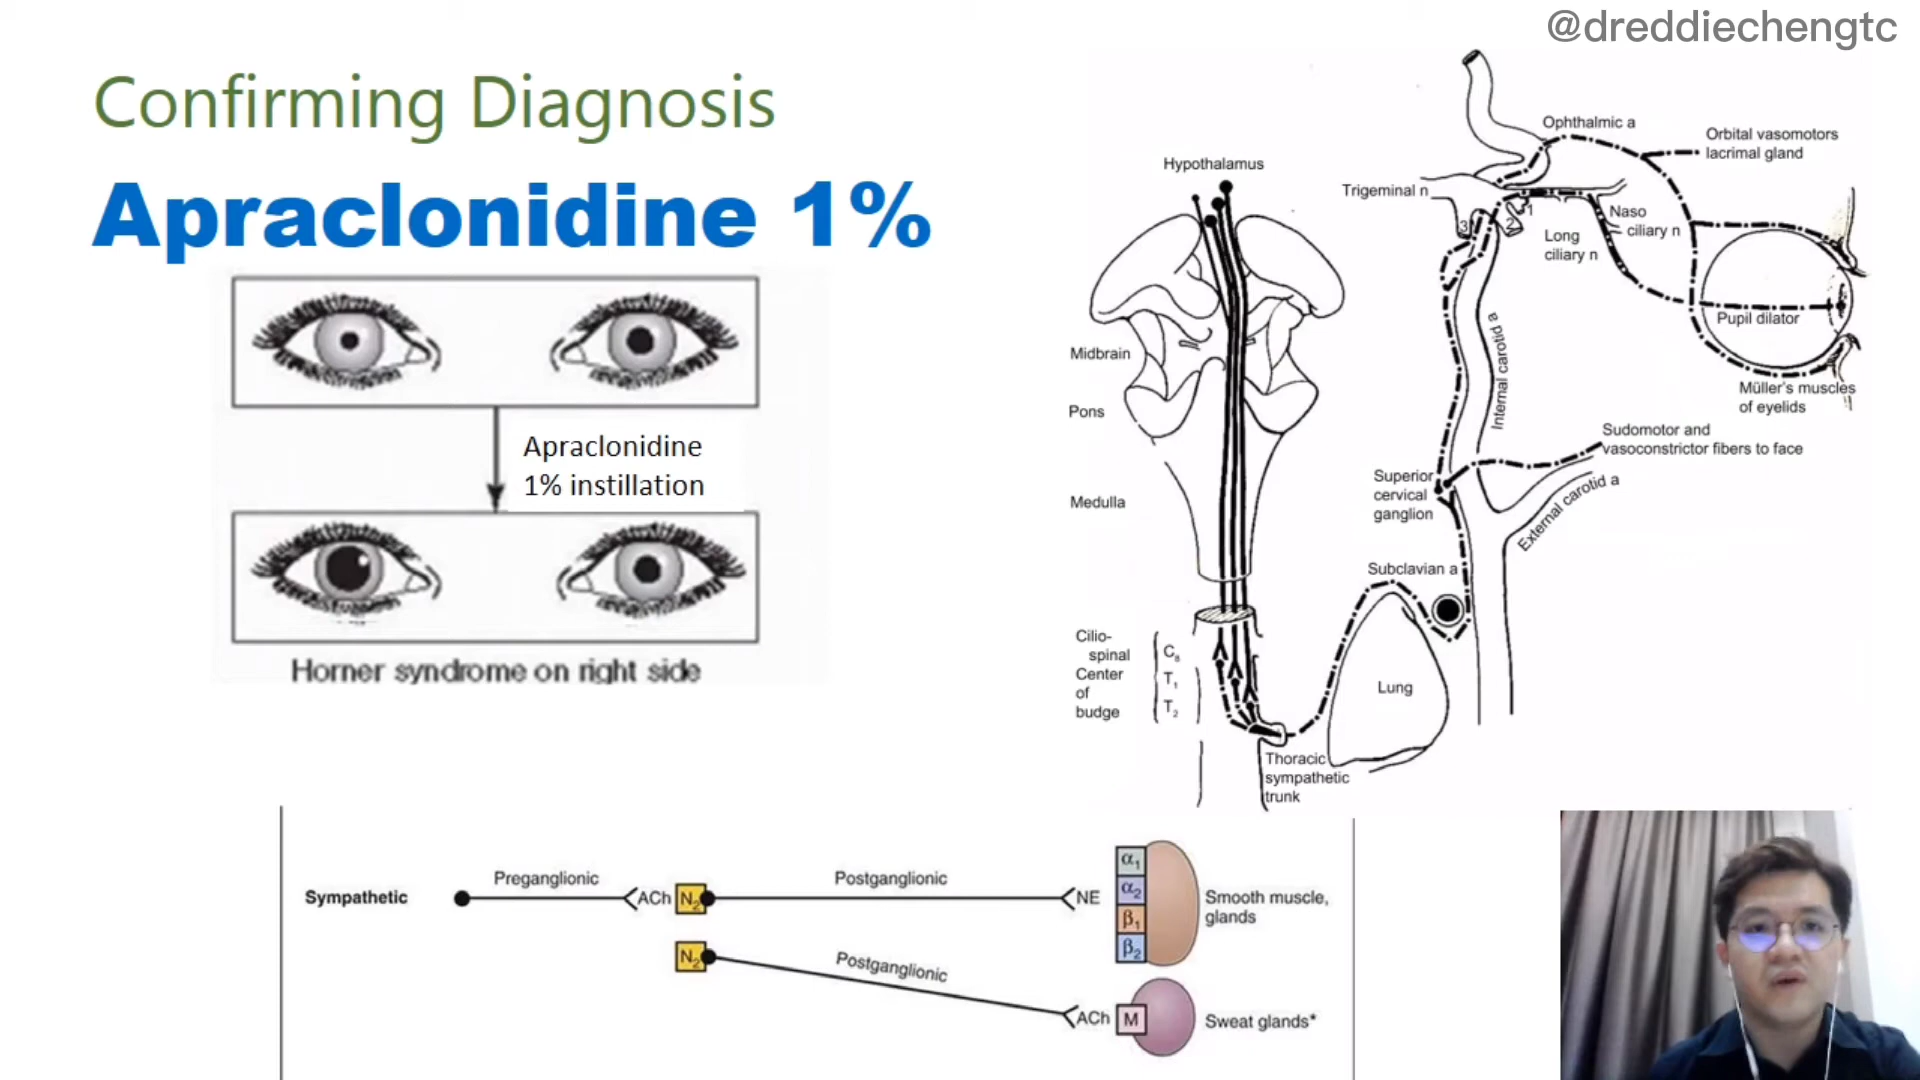 @dreddiechengtc
Confirming Diagnosis
Apraclonidine 1%
Apraclonidine
1% instillation
Horner syndrome on right side
Hypothalamus
Midbrain
Pons
Medulla
Cilio-
spinal
Center
of
budge
C8
T1
T2
Thoracic
sympathetic
trunk
Lung
Subclavian a
Superior
cervical
ganglion
External carotid a
Sudomotor and
vasoconstrictor fibers to face
Internal carotid a
Trigeminal n
1
2
3
Ophthalmic a
Orbital vasomotors
lacrimal gland
Naso
ciliary n
Long
ciliary n
Pupil dilator
Müller's muscles
of eyelids
Sympathetic
Preganglionic
ACh
N2
Postganglionic
NE
α1
α2
β1
β2
Smooth muscle,
glands
N2
Postganglionic
ACh
M
Sweat glands*